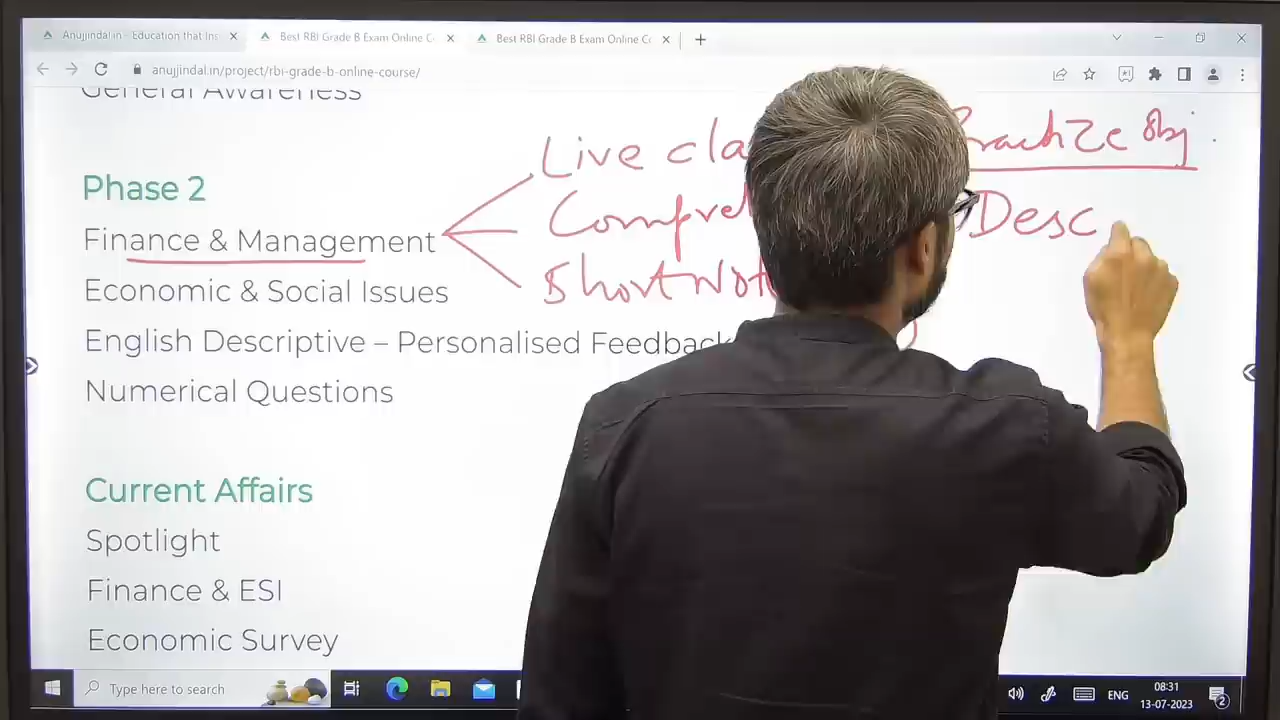 Anujjindal.in - Education that Ins
Best RBI Grade B Exam Online C
Best RBI Grade B Exam Online Cc
anujjindal.in/project/rbi-grade-b-online-course/
General Awareness
Live cla
Obj
Phase 2
Compre
Desc
Finance & Management
Short Not
Economic & Social Issues
English Descriptive – Personalised Feedback
Numerical Questions
Current Affairs
Spotlight
Finance & ESI
Economic Survey
Type here to search
ENG
08:31
13-07-2023
2